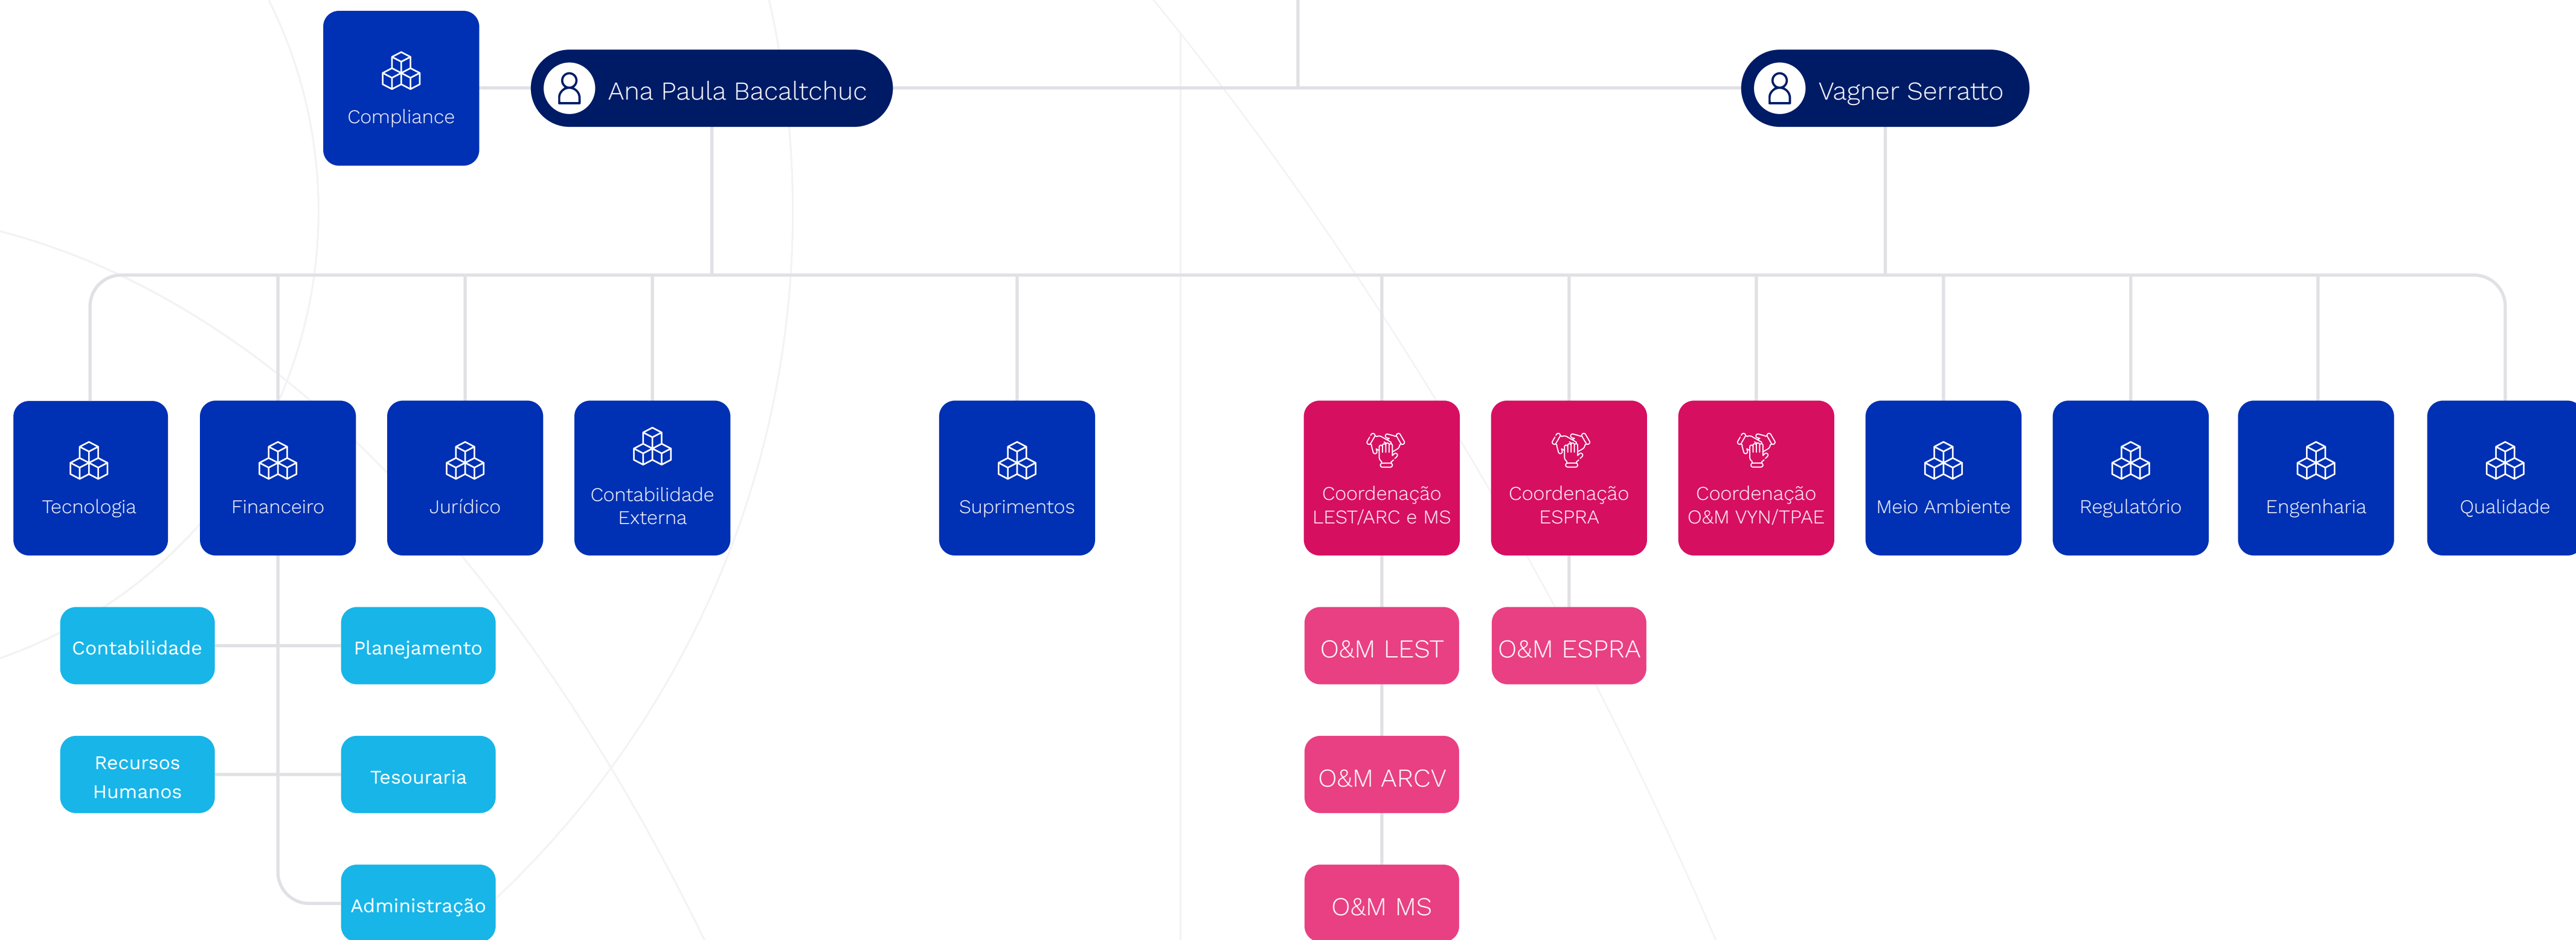 Compliance
Ana Paula Bacaltchuc
Vagner Serratto
Tecnologia
Financeiro
Jurídico
Contabilidade
Externa
Suprimentos
Coordenação
LEST/ARC e MS
Coordenação
ESPRA
Coordenação
O&M VYN/TPAE
Meio Ambiente
Regulatório
Engenharia
Qualidade
Contabilidade
Planejamento
O&M LEST
O&M ESPRA
Recursos
Humanos
Tesouraria
O&M ARCV
Administração
O&M MS